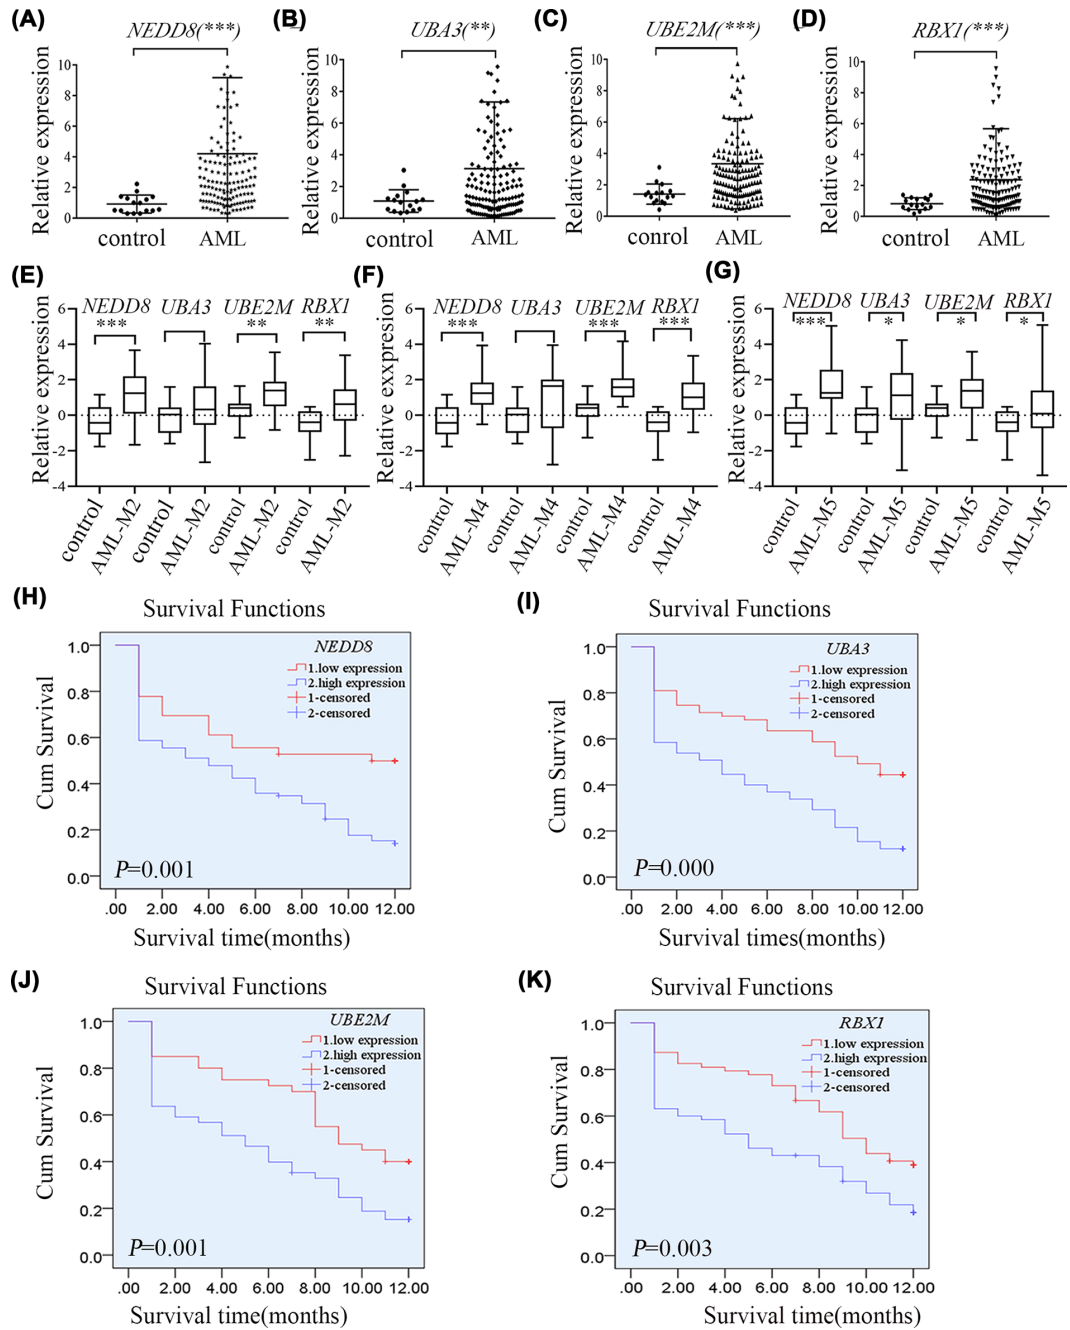 (A) (B) (C) (D)
NEDD8(***) UBA3(**) UBE2M(***) RBX1(***)
Relative expression
10
8
6
4
2
0
control AML
Relative expression
10
8
6
4
2
0
control AML
Relative expression
10
8
6
4
2
0
conrol AML
Relative expression
10
8
6
4
2
0
control AML
(E) (F) (G)
NEDD8 UBA3 UBE2M RBX1
*** ** **
Relative expression
6
4
2
0
-2
-4
control AML-M2 control AML-M2 control AML-M2 control AML-M2
NEDD8 UBA3 UBE2M RBX1
*** *** ***
Relative expression
6
4
2
0
-2
-4
control AML-M4 control AML-M4 control AML-M4 control AML-M4
NEDD8 UBA3 UBE2M RBX1
*** * * *
Relative expression
6
4
2
0
-2
-4
control AML-M5 control AML-M5 control AML-M5 control AML-M5
(H)
Survival Functions
NEDD8
1.low expression
2.high expression
1-censored
2-censored
Cum Survival
1.0
0.8
0.6
0.4
0.2
0.0
P=0.001
.00 2.00 4.00 6.00 8.00 10.00 12.00
Survival time(months)
(I)
Survival Functions
UBA3
1.low expression
2.high expression
1-censored
2-censored
Cum Survival
1.0
0.8
0.6
0.4
0.2
0.0
P=0.000
.00 2.00 4.00 6.00 8.00 10.00 12.00
Survival times(months)
(J)
Survival Functions
UBE2M
1.low expression
2.high expression
1-censored
2-censored
Cum Survival
1.0
0.8
0.6
0.4
0.2
0.0
P=0.001
.00 2.00 4.00 6.00 8.00 10.00 12.00
Survival time(months)
(K)
Survival Functions
RBX1
1.low expression
2.high expression
1-censored
2-censored
Cum Survival
1.0
0.8
0.6
0.4
0.2
0.0
P=0.003
.00 2.00 4.00 6.00 8.00 10.00 12.00
Survival time(months)